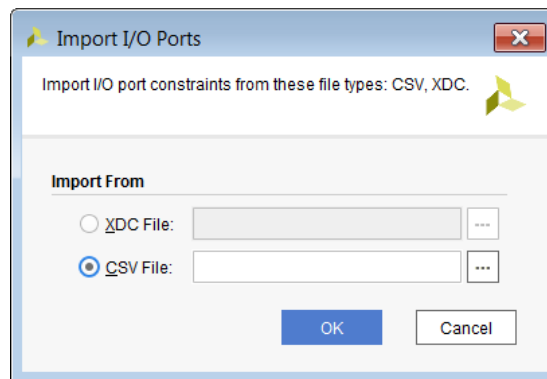 Import I/O Ports
Import I/O port constraints from these file types: CSV, XDC.
Import From
XDC File:
...
CSV File:
...
OK
Cancel